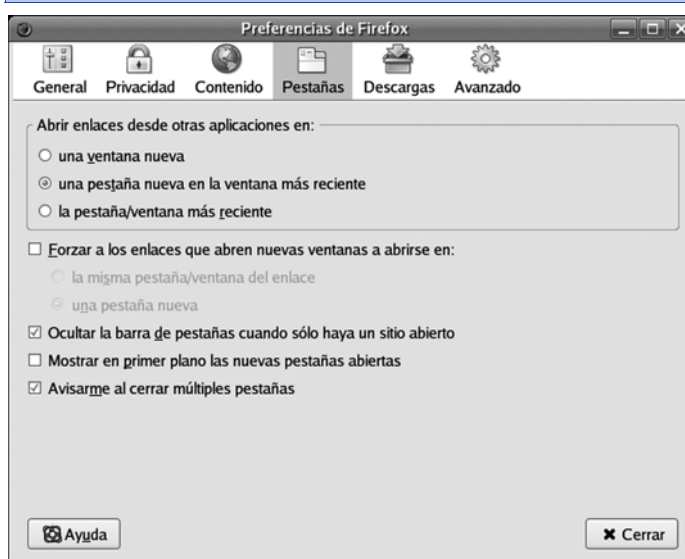 Preferencias de Firefox
General Privacidad Contenido Pestañas Descargas Avanzado
Abrir enlaces desde otras aplicaciones en:
una ventana nueva
una pestaña nueva en la ventana más reciente
la pestaña/ventana más reciente
Forzar a los enlaces que abren nuevas ventanas a abrirse en:
la misma pestaña/ventana del enlace
una pestaña nueva
Ocultar la barra de pestañas cuando sólo haya un sitio abierto
Mostrar en primer plano las nuevas pestañas abiertas
Avisarme al cerrar múltiples pestañas
Ayuda Cerrar